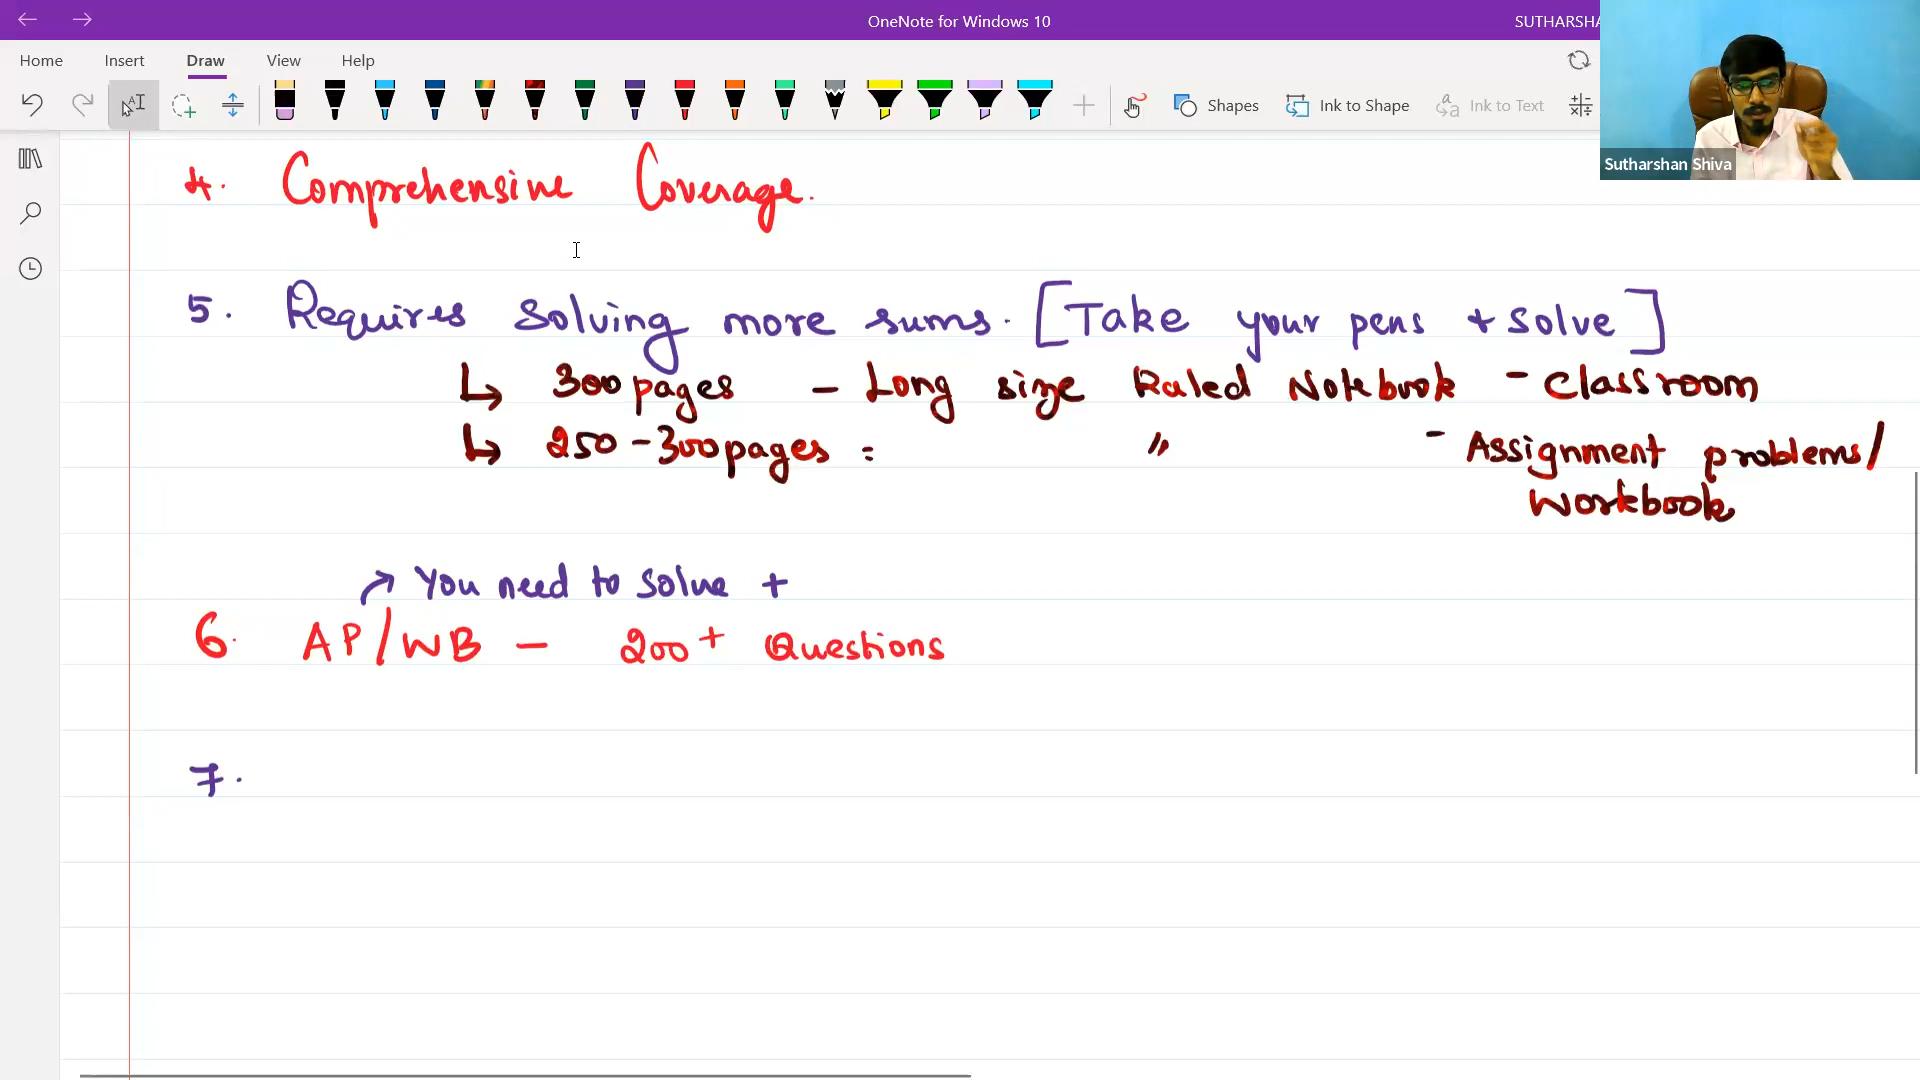 OneNote for Windows 10
SUTHARSHA
Home Insert Draw View Help
Shapes Ink to Shape Ink to Text
Sutharshan Shiva
4. Comprehensive Coverage.
5. Requires solving more sums. [Take your pens + solve]
↳ 300 pages - Long size Ruled Notebook - Classroom
↳ 250-300 pages = " - Assignment problems/
Workbook
↗ You need to solve +
6. AP/WB - 200+ Questions
7.